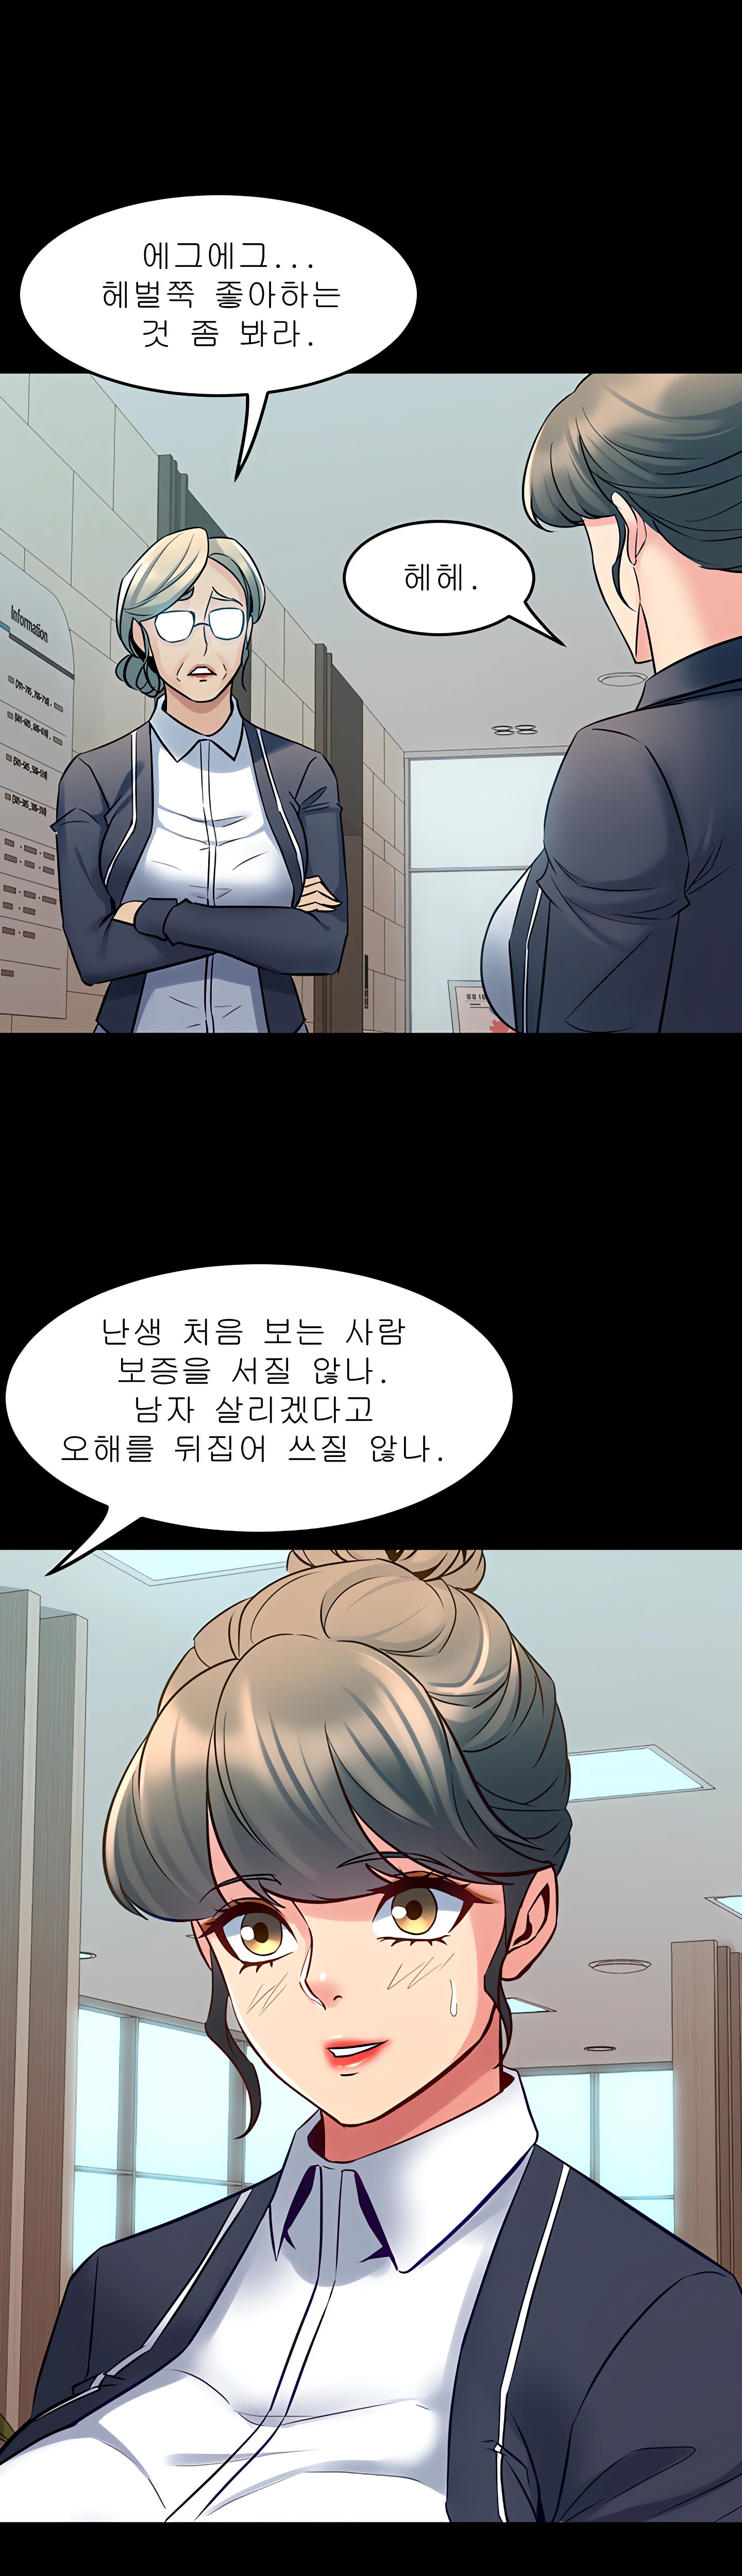 에그에그...
헤벌쭉 좋아하는
것 좀 봐라.
헤헤.
Information
난생 처음 보는 사람
보증을 서질 않나.
남자 살리겠다고
오해를 뒤집어 쓰질 않나.